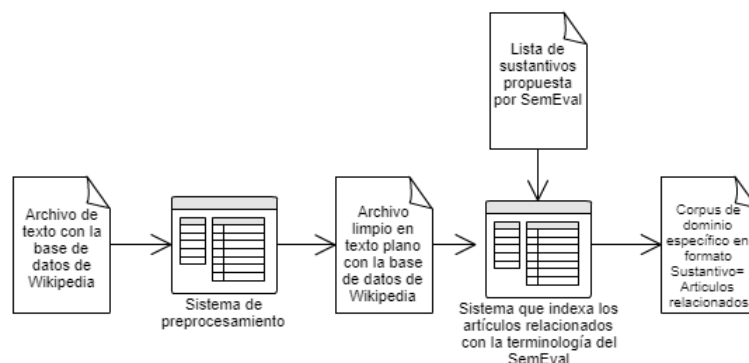 Lista de
sustantivos
propuesta
por SemEval
Archivo de
texto con la
base de
datos de
Wikipedia
Sistema de
preprocesamiento
Archivo
limpio en
texto plano
con la base
de datos de
Wikipedia
Sistema que indexa los
artículos relacionados
con la terminología del
SemEval
Corpus de
dominio
específico en
formato
Sustantivo=
Articulos
relacionados